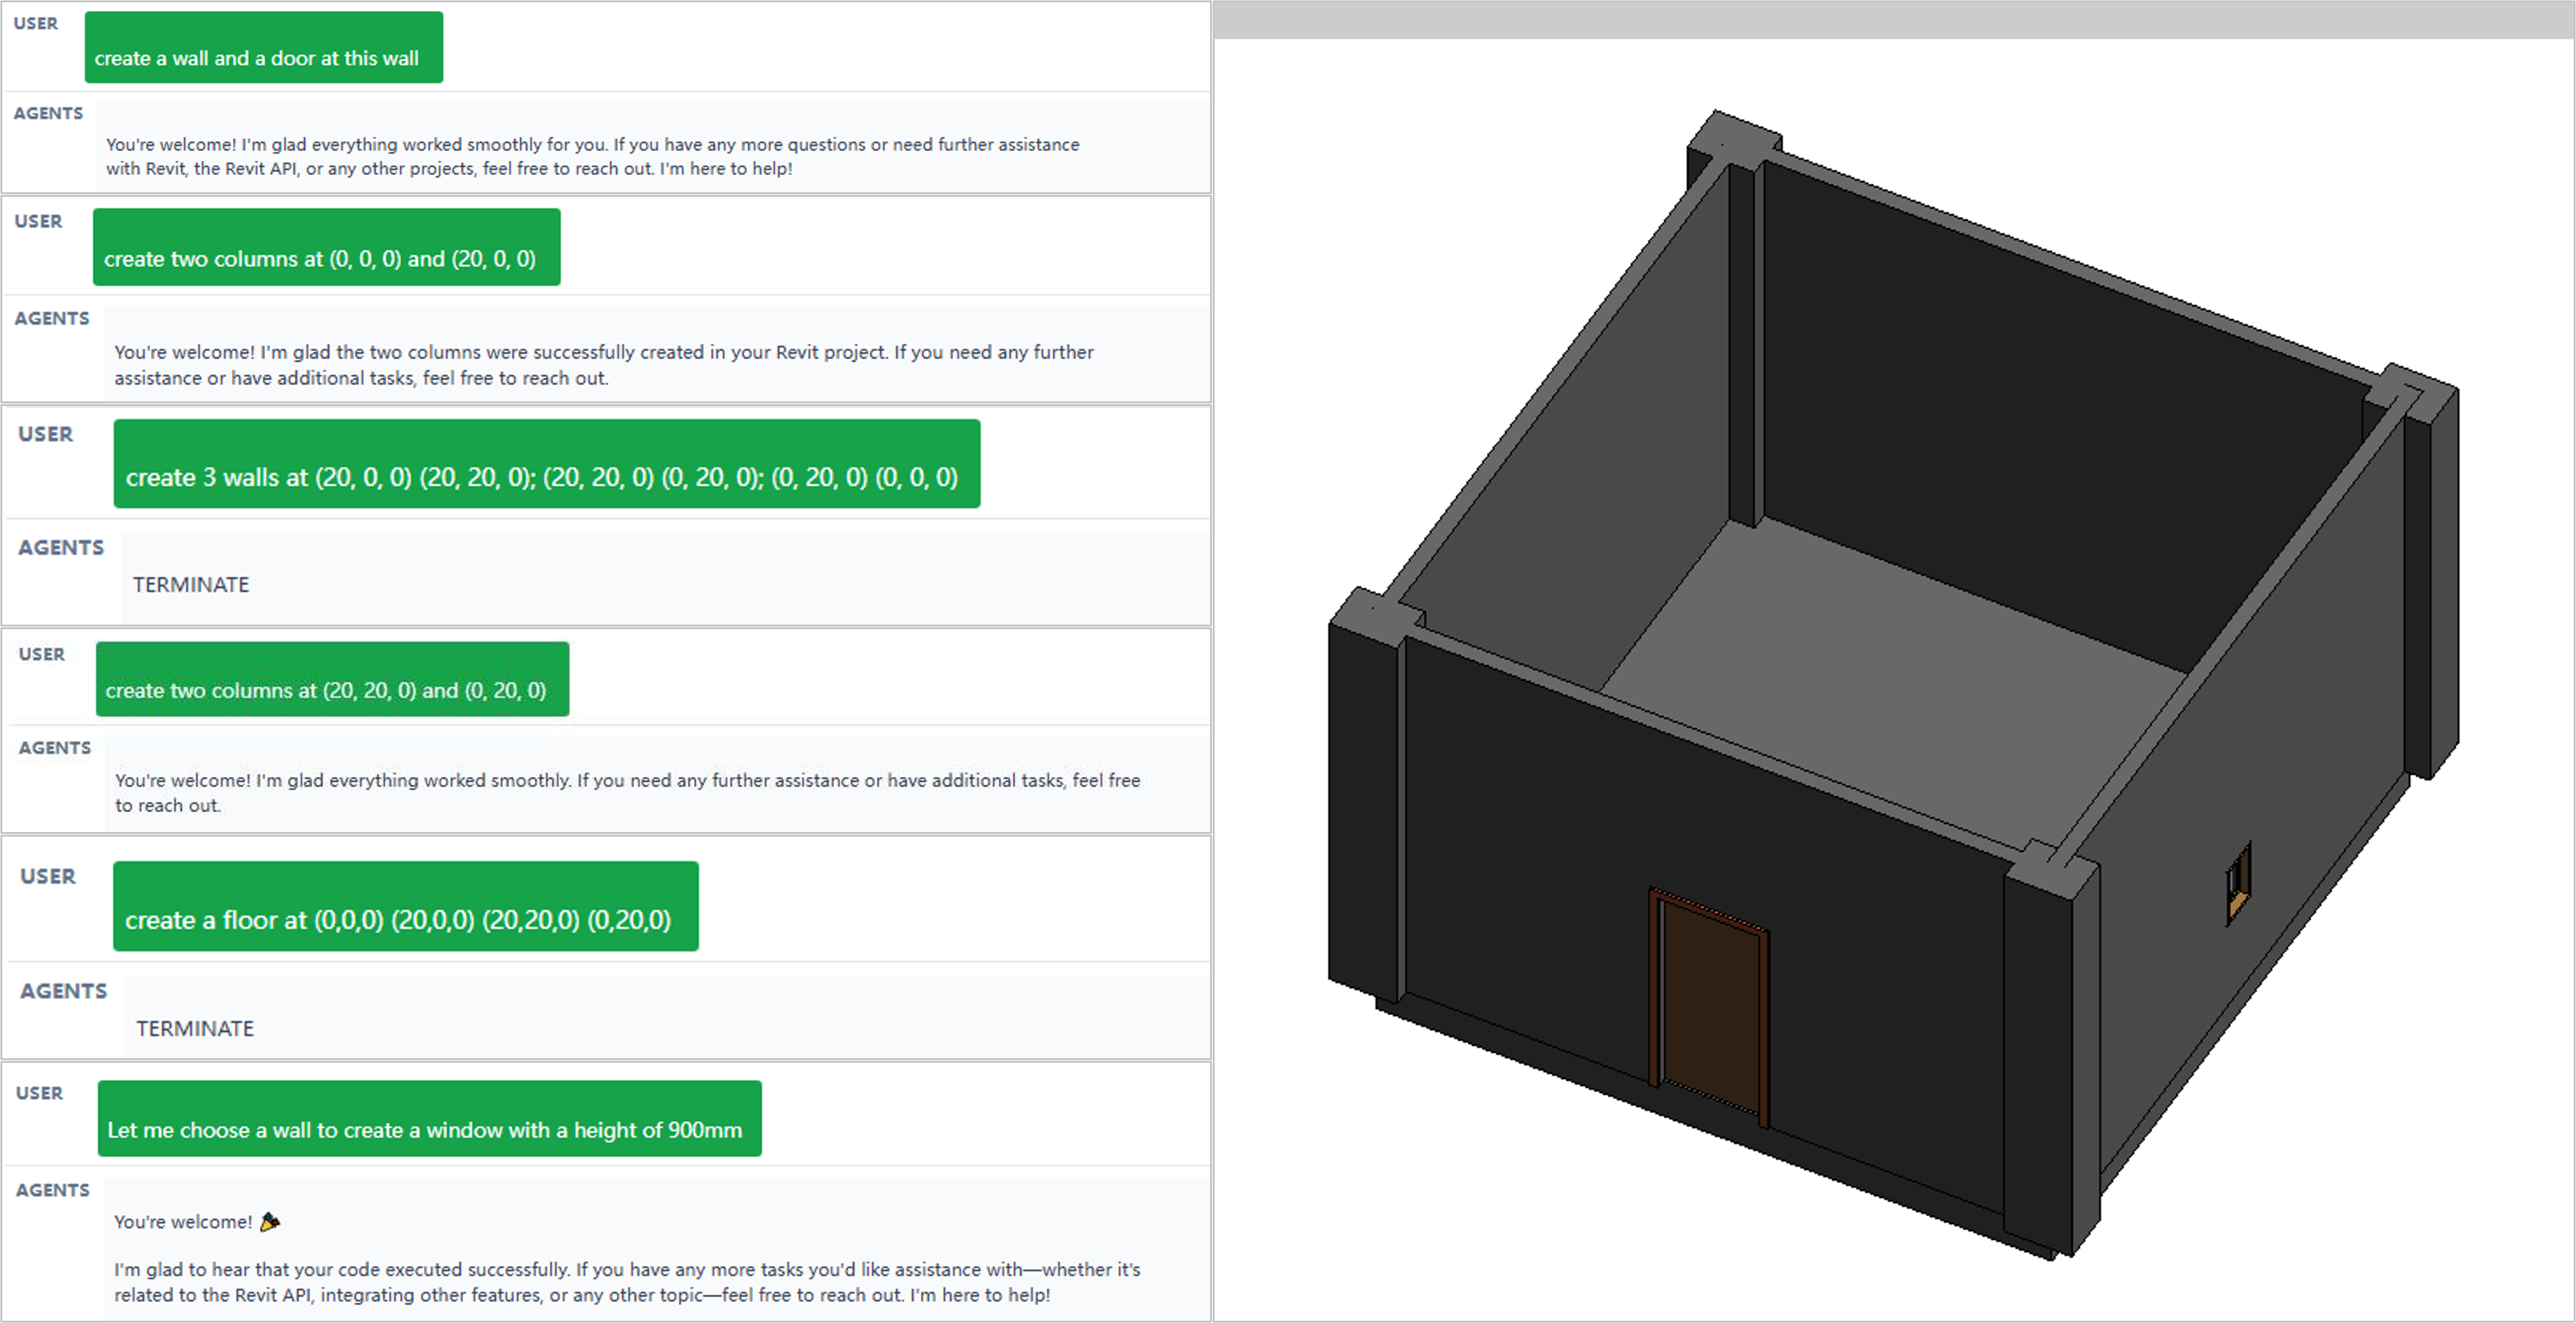 USER
create a wall and a door at this wall
AGENTS
You're welcome! I'm glad everything worked smoothly for you. If you have any more questions or need further assistance
with Revit, the Revit API, or any other projects, feel free to reach out. I'm here to help!
USER
create two columns at (0, 0, 0) and (20, 0, 0)
AGENTS
You're welcome! I'm glad the two columns were successfully created in your Revit project. If you need any further
assistance or have additional tasks, feel free to reach out.
USER
create 3 walls at (20, 0, 0) (20, 20, 0); (20, 20, 0) (0, 20, 0); (0, 20, 0) (0, 0, 0)
AGENTS
TERMINATE
USER
create two columns at (20, 20, 0) and (0, 20, 0)
AGENTS
You're welcome! I'm glad everything worked smoothly. If you need any further assistance or have additional tasks, feel free
to reach out.
USER
create a floor at (0,0,0) (20,0,0) (20,20,0) (0,20,0)
AGENTS
TERMINATE
USER
Let me choose a wall to create a window with a height of 900mm
AGENTS
You're welcome! 🎉
I'm glad to hear that your code executed successfully. If you have any more tasks you'd like assistance with—whether it's
related to the Revit API, integrating other features, or any other topic—feel free to reach out. I'm here to help!